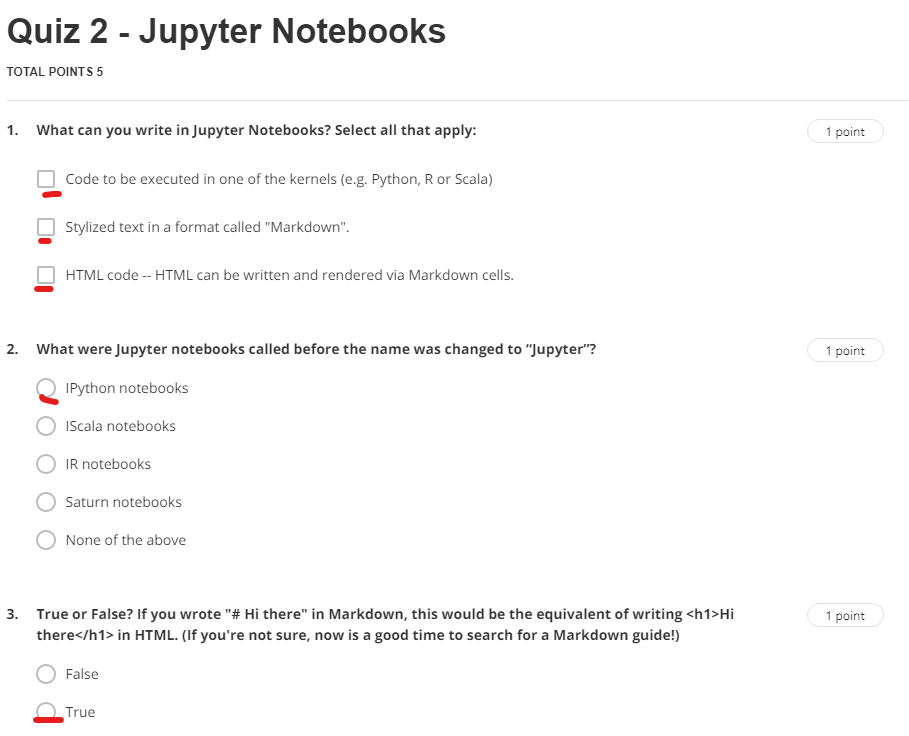 Quiz 2 - Jupyter Notebooks
TOTAL POINTS 5
1. What can you write in Jupyter Notebooks? Select all that apply:
1 point
Code to be executed in one of the kernels (e.g. Python, R or Scala)
Stylized text in a format called "Markdown".
HTML code -- HTML can be written and rendered via Markdown cells.
2. What were Jupyter notebooks called before the name was changed to “Jupyter”?
1 point
IPython notebooks
IScala notebooks
IR notebooks
Saturn notebooks
None of the above
3. True or False? If you wrote "# Hi there" in Markdown, this would be the equivalent of writing <h1>Hi
there</h1> in HTML. (If you're not sure, now is a good time to search for a Markdown guide!)
1 point
False
True